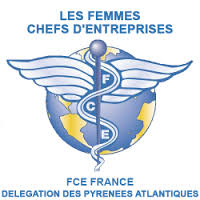 LES FEMMES
CHEFS D'ENTREPRISES
F
C
E
FCE FRANCE
DELEGATION DES PYRENEES ATLANTIQUES